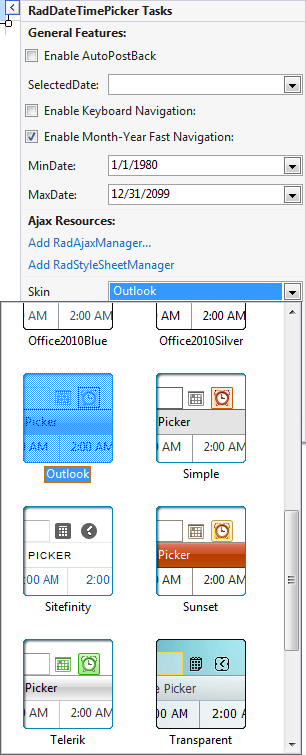 RadDateTimePicker Tasks
General Features:
Enable AutoPostBack
SelectedDate:
Enable Keyboard Navigation:
Enable Month-Year Fast Navigation:
MinDate: 1/1/1980
MaxDate: 12/31/2099
Ajax Resources:
Add RadAjaxManager...
Add RadStyleSheetManager
Skin Outlook
AM 2:00 AM AM 2:00 AM
Office2010Blue Office2010Silver
Picker Picker
AM 2:00 AM AM 2:00 AM
Outlook Simple
PICKER Picker
:00 AM 2:00 AM 2:00 AM
Sitefinity Sunset
Picker e Picker
AM 2:00 AM AM 2:00 AM
Telerik Transparent